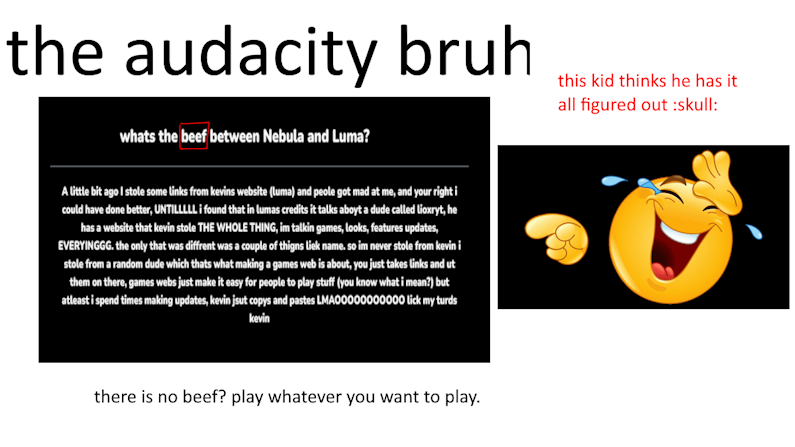 the audacity bruh
this kid thinks he has it
all figured out :skull:
whats the beef between Nebula and Luma?
A little bit ago I stole some links from kevins website (luma) and peole got mad at me, and your right i
could have done better, UNTILLLLL i found that in lumas credits it talks aboyt a dude called lioxryt, he
has a website that kevin stole THE WHOLE THING, im talkin games, looks, features updates,
EVERYINGGG. the only that was diffrent was a couple of thigns liek name. so im never stole from kevin i
stole from a random dude which thats what making a games web is about, you just takes links and ut
them on there, games webs just make it easy for people to play stuff (you know what i mean?) but
atleast i spend times making updates, kevin jsut copys and pastes LMAOOOOOOOOOO lick my turds
kevin
there is no beef? play whatever you want to play.